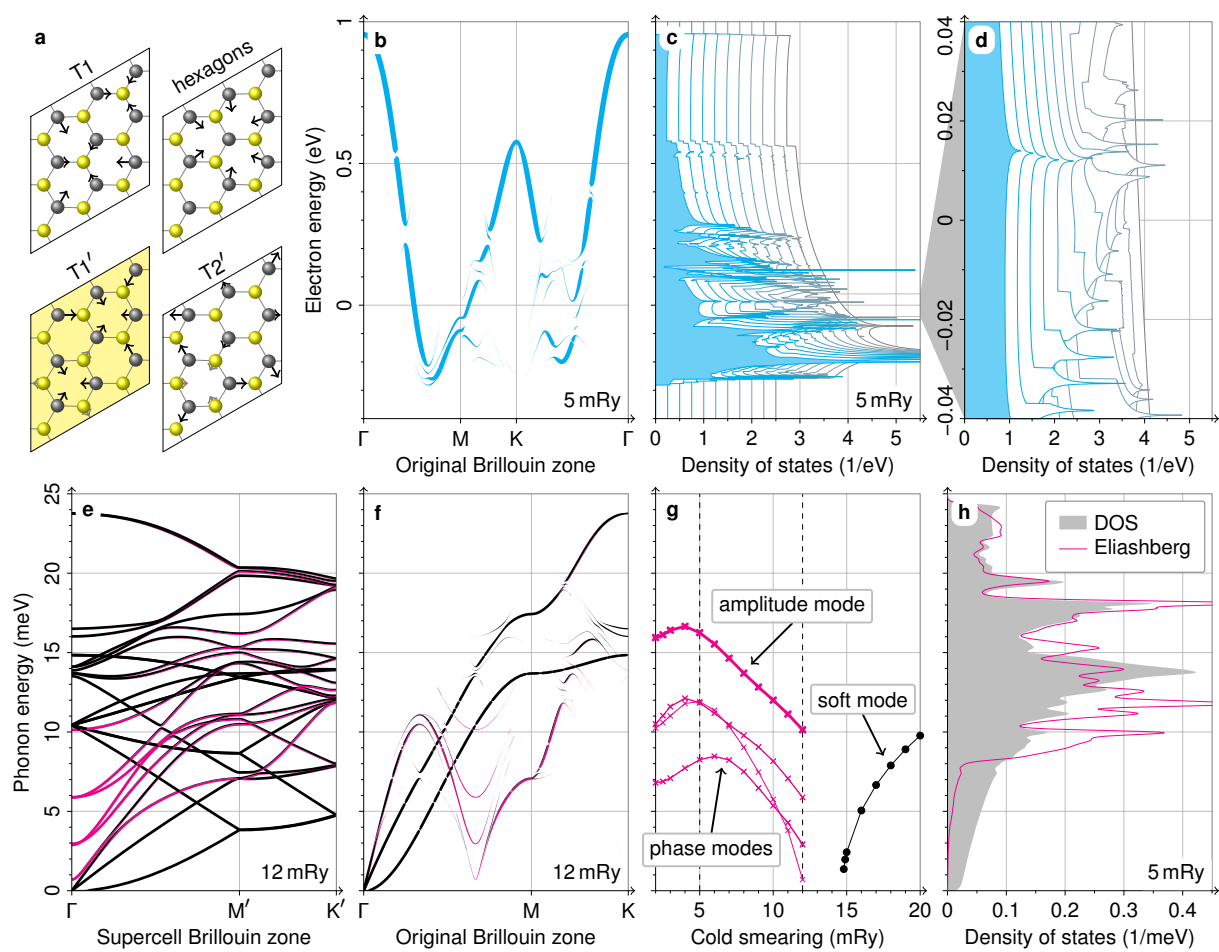 a
T1
hexagons
T1′
T2′
b
1
0.5
0
Electron energy (eV)
5 mRy
Γ
M
K
Γ
Original Brillouin zone
c
5 mRy
0
1
2
3
4
5
Density of states (1/eV)
d
0.04
0.02
0
−0.02
−0.04
0
1
2
3
4
5
Density of states (1/eV)
e
25
20
15
10
5
0
Phonon energy (meV)
12 mRy
Γ
M′
K′
Supercell Brillouin zone
f
12 mRy
Γ
M
K
Original Brillouin zone
g
amplitude mode
soft mode
phase modes
5
10
15
20
Cold smearing (mRy)
h
DOS
Eliashberg
5 mRy
0
0.1
0.2
0.3
0.4
Density of states (1/meV)